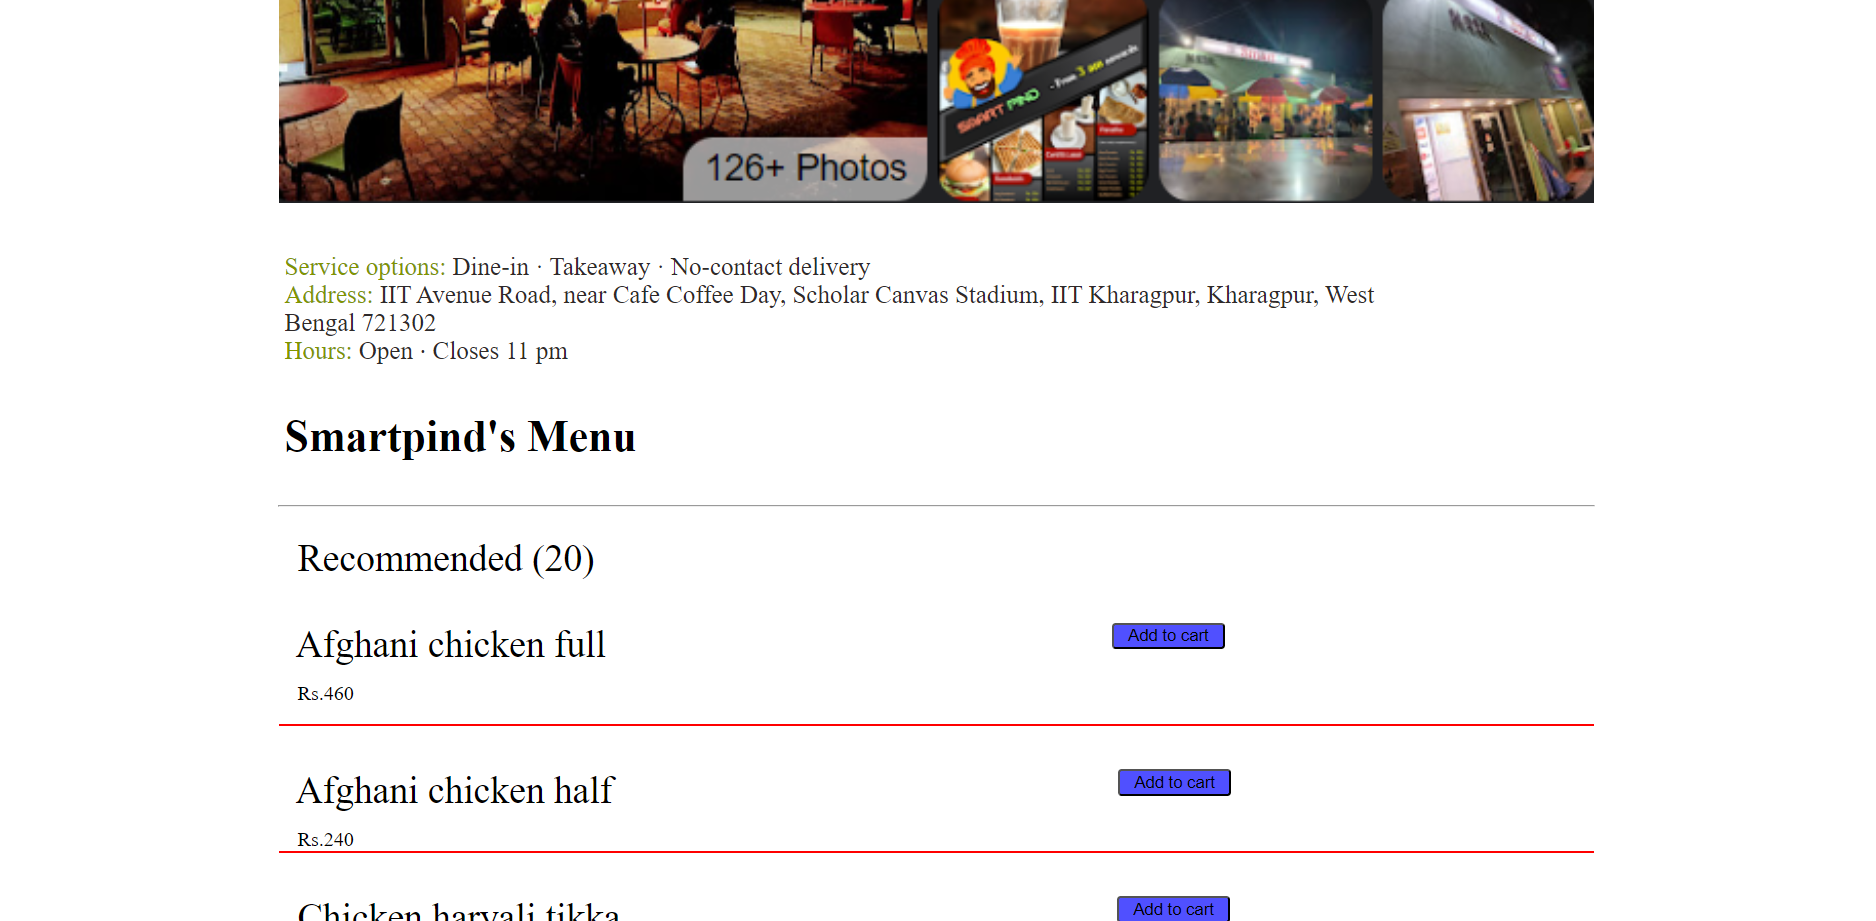 - From 3 am
SMART PIND
126+ Photos
Service options: Dine-in · Takeaway · No-contact delivery
Address: IIT Avenue Road, near Cafe Coffee Day, Scholar Canvas Stadium, IIT Kharagpur, Kharagpur, West
Bengal 721302
Hours: Open · Closes 11 pm
Smartpind's Menu
Recommended (20)
Afghani chicken full
Add to cart
Rs.460
Afghani chicken half
Add to cart
Rs.240
Chicken haryali tikka
Add to cart